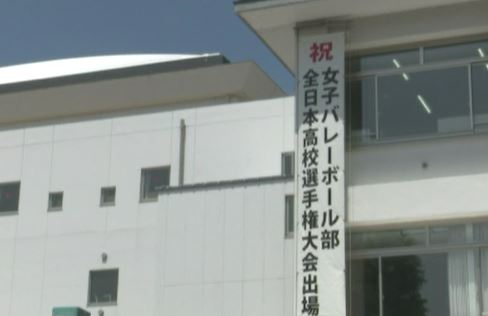 祝
女子バレーボール部
全日本高校選手権大会出場